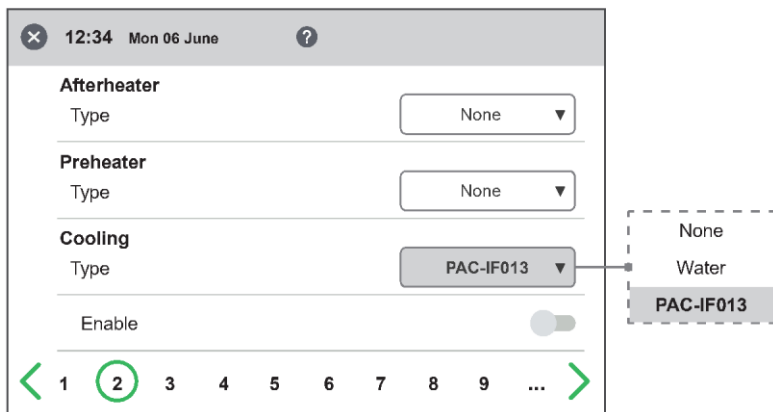 12:34 Mon 06 June ?
Afterheater
Type None
Preheater
Type None
Cooling
Type PAC-IF013
Enable
1 2 3 4 5 6 7 8 9 ...
None
Water
PAC-IF013